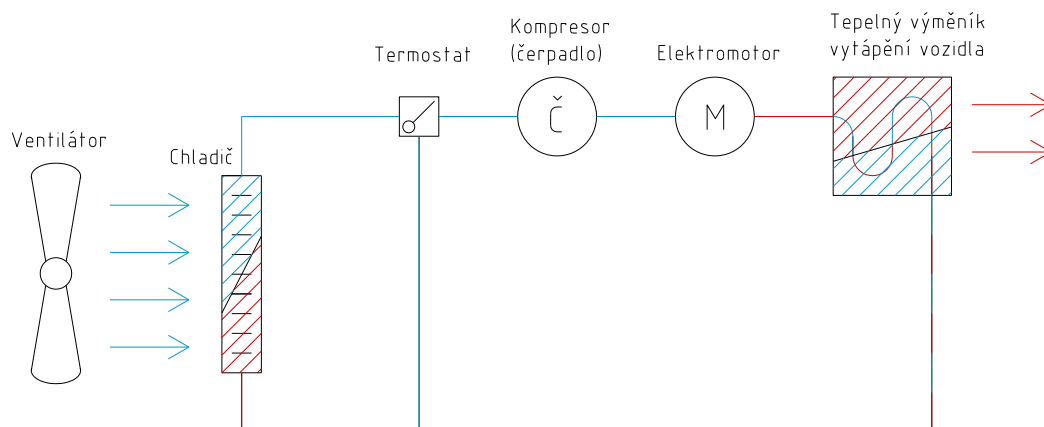 Ventilátor
Chladič
Termostat
Kompresor
(čerpadlo)
Č
Elektromotor
M
Tepelný výměník
vytápění vozidla